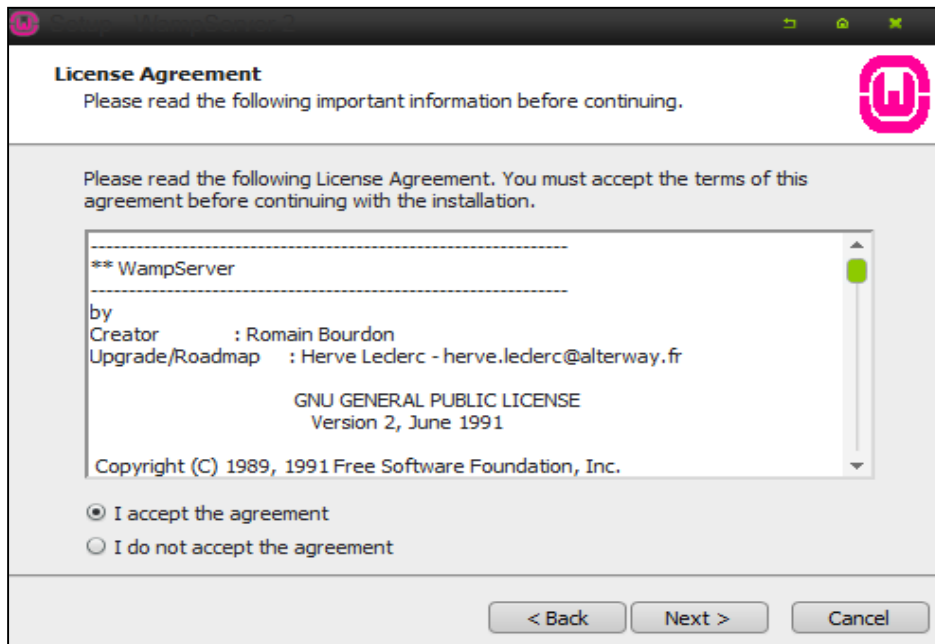 Setup - WampServer 2
License Agreement
Please read the following important information before continuing.
Please read the following License Agreement. You must accept the terms of this
agreement before continuing with the installation.
------------------------------------------------------------------
** WampServer
------------------------------------------------------------------
by
Creator : Romain Bourdon
Upgrade/Roadmap : Herve Leclerc - herve.leclerc@alterway.fr
GNU GENERAL PUBLIC LICENSE
Version 2, June 1991
Copyright (C) 1989, 1991 Free Software Foundation, Inc.
I accept the agreement
I do not accept the agreement
< Back Next > Cancel